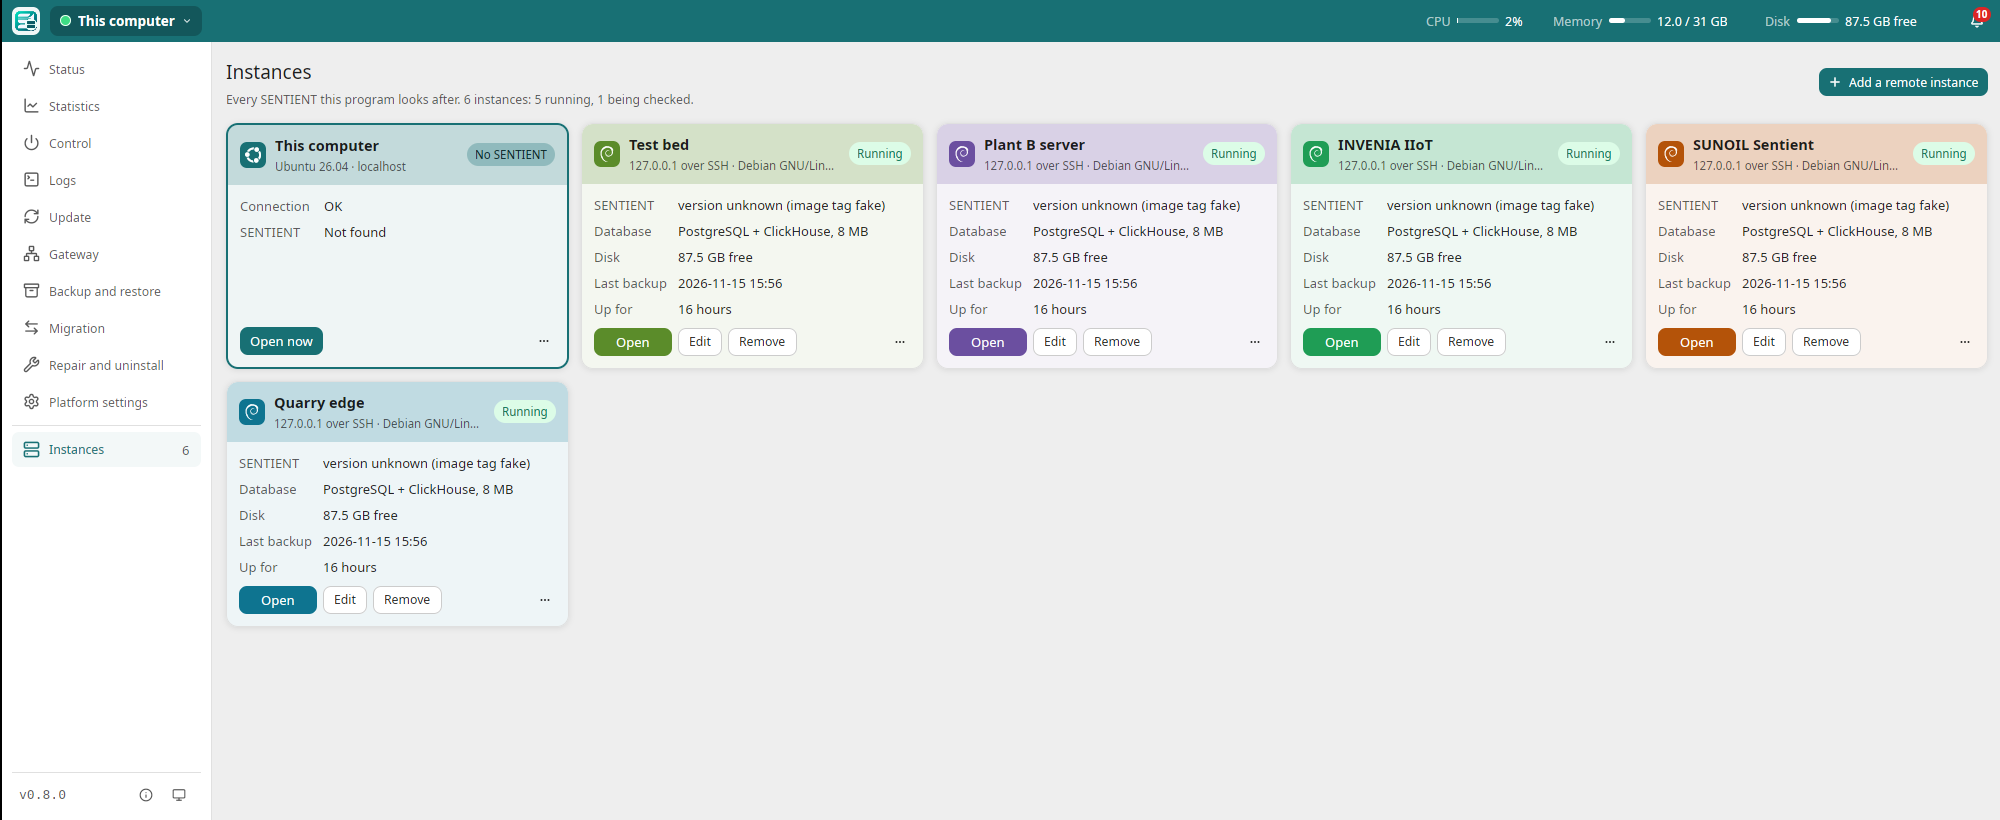 This computer
CPU 2%
Memory 12.0 / 31 GB
Disk 87.5 GB free
10
Status
Statistics
Control
Logs
Update
Gateway
Backup and restore
Migration
Repair and uninstall
Platform settings
Instances 6
v0.8.0
Instances
Every SENTIENT this program looks after. 6 instances: 5 running, 1 being checked.
+ Add a remote instance
This computer
Ubuntu 26.04 · localhost
No SENTIENT
Connection OK
SENTIENT Not found
Open now ...
Test bed
127.0.0.1 over SSH · Debian GNU/Lin...
Running
SENTIENT version unknown (image tag fake)
Database PostgreSQL + ClickHouse, 8 MB
Disk 87.5 GB free
Last backup 2026-11-15 15:56
Up for 16 hours
Open Edit Remove ...
Plant B server
127.0.0.1 over SSH · Debian GNU/Lin...
Running
SENTIENT version unknown (image tag fake)
Database PostgreSQL + ClickHouse, 8 MB
Disk 87.5 GB free
Last backup 2026-11-15 15:56
Up for 16 hours
Open Edit Remove ...
INVENIA IIoT
127.0.0.1 over SSH · Debian GNU/Lin...
Running
SENTIENT version unknown (image tag fake)
Database PostgreSQL + ClickHouse, 8 MB
Disk 87.5 GB free
Last backup 2026-11-15 15:56
Up for 16 hours
Open Edit Remove ...
SUNOIL Sentient
127.0.0.1 over SSH · Debian GNU/Lin...
Running
SENTIENT version unknown (image tag fake)
Database PostgreSQL + ClickHouse, 8 MB
Disk 87.5 GB free
Last backup 2026-11-15 15:56
Up for 16 hours
Open Edit Remove ...
Quarry edge
127.0.0.1 over SSH · Debian GNU/Lin...
Running
SENTIENT version unknown (image tag fake)
Database PostgreSQL + ClickHouse, 8 MB
Disk 87.5 GB free
Last backup 2026-11-15 15:56
Up for 16 hours
Open Edit Remove ...